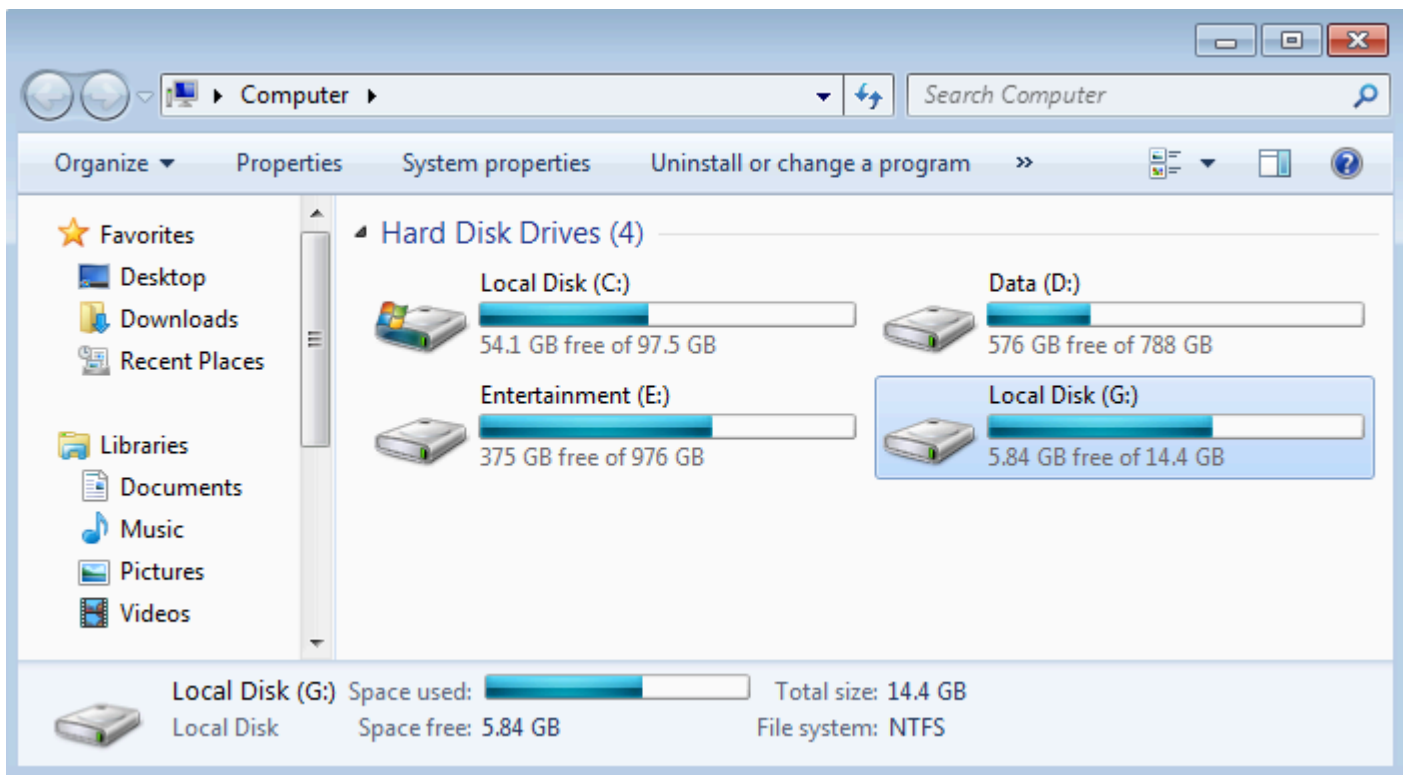 Computer
Search Computer
Organize Properties System properties Uninstall or change a program »
Favorites
Desktop
Downloads
Recent Places
Libraries
Documents
Music
Pictures
Videos
Hard Disk Drives (4)
Local Disk (C:)
54.1 GB free of 97.5 GB
Data (D:)
576 GB free of 788 GB
Entertainment (E:)
375 GB free of 976 GB
Local Disk (G:)
5.84 GB free of 14.4 GB
Local Disk (G:) Space used: Total size: 14.4 GB
Local Disk Space free: 5.84 GB File system: NTFS